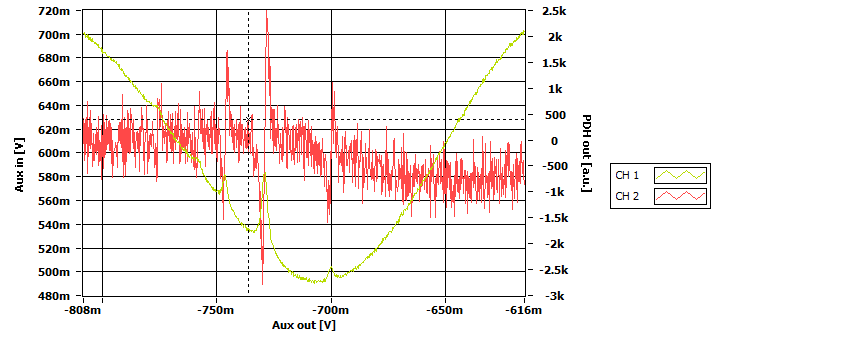 720m
700m
680m
660m
640m
620m
600m
580m
560m
540m
520m
500m
480m
Aux in [V]
2.5k
2k
1.5k
1k
500
0
-500
-1k
-1.5k
-2k
-2.5k
-3k
PDH out [a.u.]
-808m
-750m
-700m
-650m
-616m
Aux out [V]
CH 1
CH 2